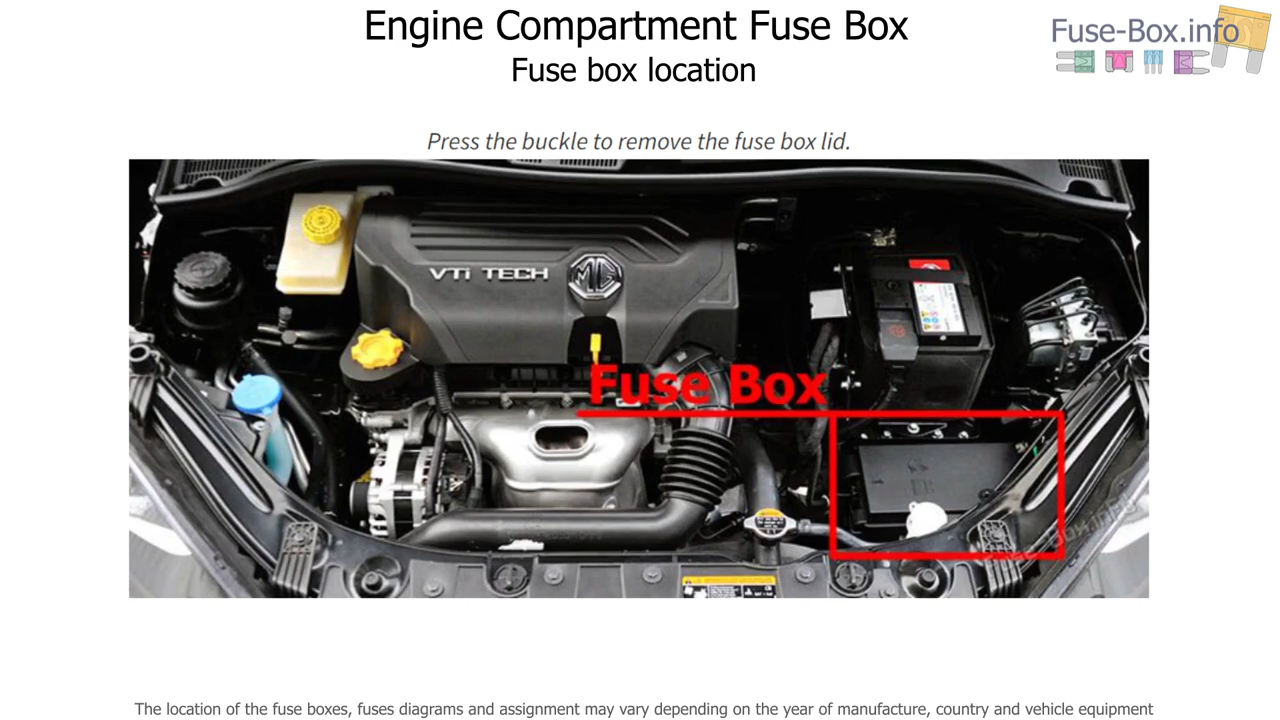 Engine Compartment Fuse Box
Fuse-Box.info
Fuse box location
Press the buckle to remove the fuse box lid.
VTi TECH
MG
Fuse Box
The location of the fuse boxes, fuses diagrams and assignment may vary depending on the year of manufacture, country and vehicle equipment